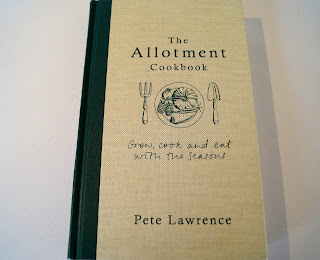 The
Allotment
Cookbook
Grow, cook and eat
with the seasons
Pete Lawrence